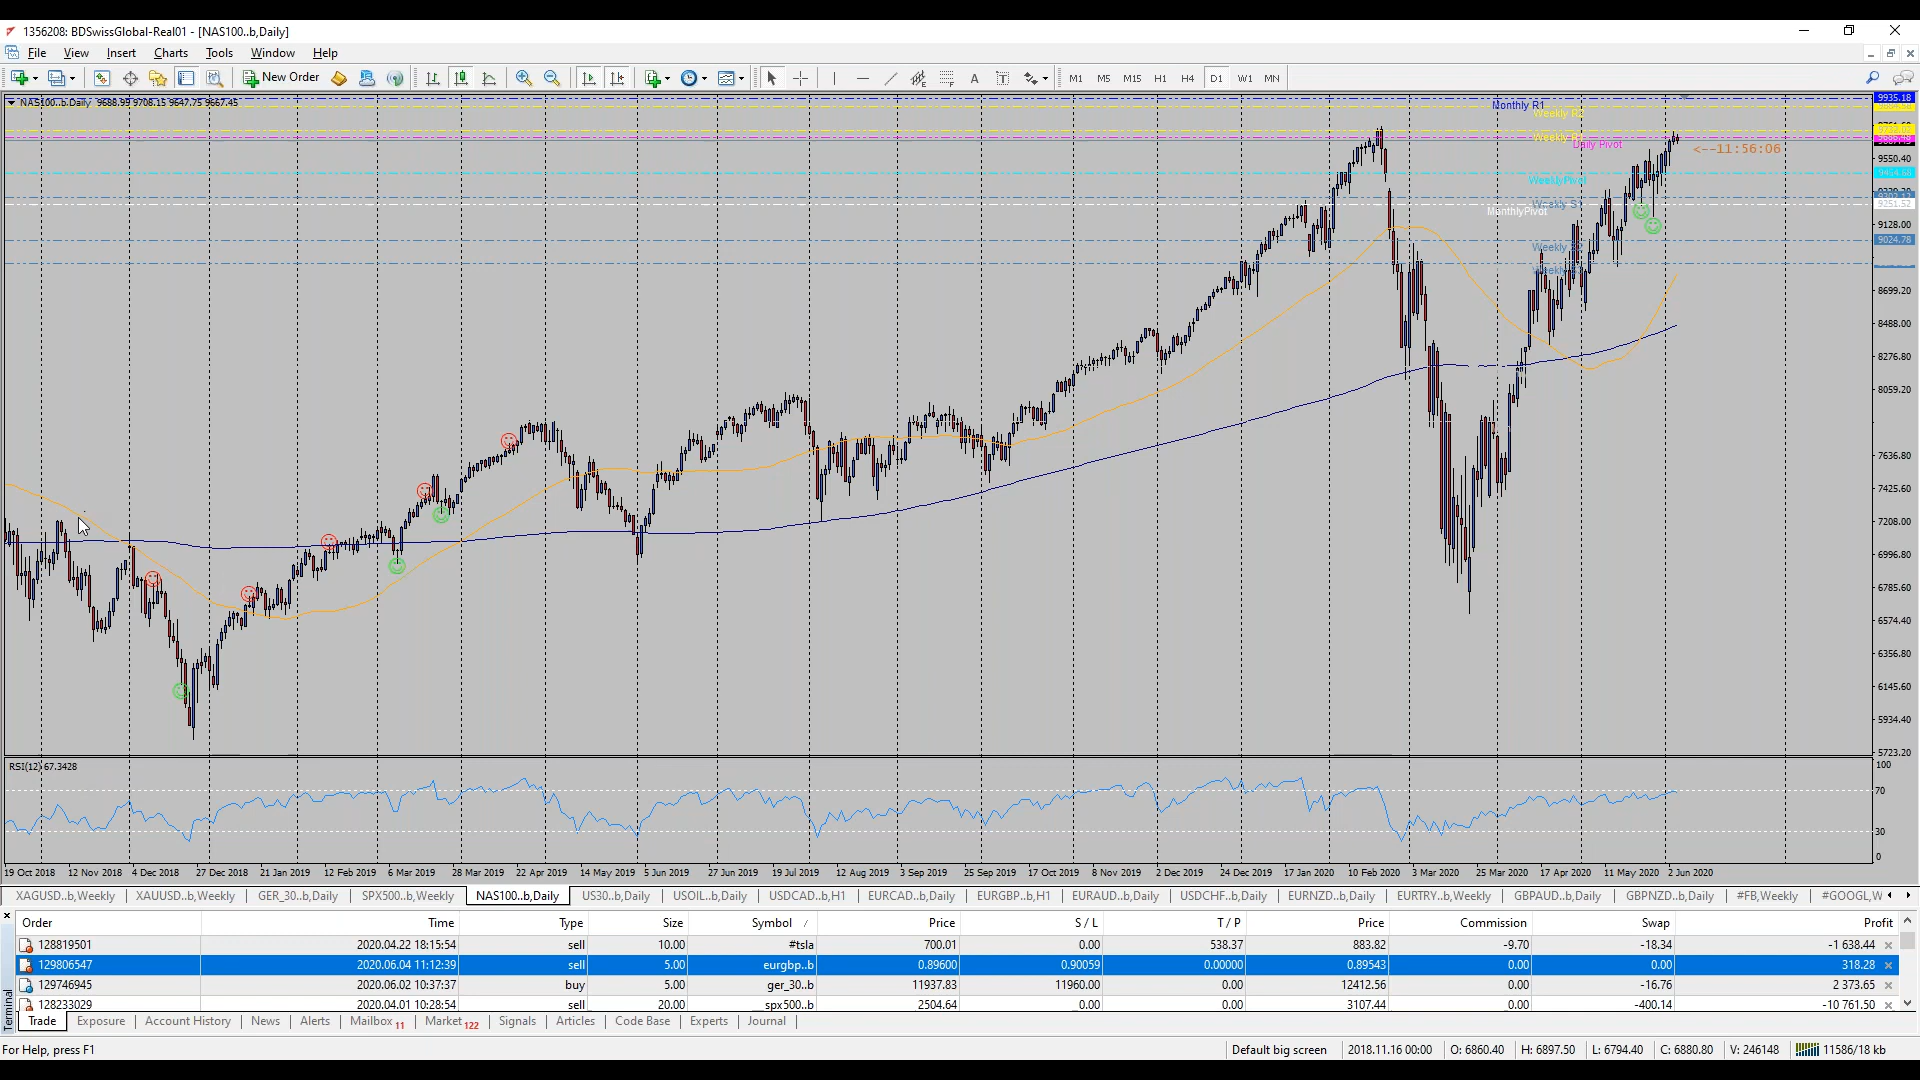 1356208: BDSwissGlobal-Real01 - [NAS100..b,Daily]
File View Insert Charts Tools Window Help
New Order M1 M5 M15 H1 H4 D1 W1 MN
NAS100..b,Daily 9688.95 9708.15 9647.75 9667.45
Monthly R1
Weekly R2
Daily Pivot
<--11:56:06
WeeklyPivot
Weekly S1
MonthlyPivot
9935.18
9550.40
9454.68
9251.52
9128.00
9024.78
8699.20
8488.00
8276.80
8059.20
7636.80
7425.60
7208.00
6996.80
6785.60
6574.40
6356.80
6145.60
5934.40
5723.20
RSI(12) 67.3428
100
70
30
0
19 Oct 2018 12 Nov 2018 4 Dec 2018 27 Dec 2018 21 Jan 2019 12 Feb 2019 6 Mar 2019 28 Mar 2019 22 Apr 2019 14 May 2019 5 Jun 2019 27 Jun 2019 19 Jul 2019 12 Aug 2019 3 Sep 2019 25 Sep 2019 17 Oct 2019 8 Nov 2019 2 Dec 2019 24 Dec 2019 17 Jan 2020 10 Feb 2020 3 Mar 2020 25 Mar 2020 17 Apr 2020 11 May 2020 2 Jun 2020
XAGUSD..b,Weekly XAUUSD..b,Weekly GER_30..b,Daily SPX500..b,Weekly NAS100..b,Daily US30..b,Daily USOIL..b,Daily USDCAD..b,H1 EURCAD..b,Daily EURGBP..b,H1 EURAUD..b,Daily USDCHF..b,Daily EURNZD..b,Daily EURTRY..b,Weekly GBPAUD..b,Daily GBPNZD..b,Daily #FB,Weekly #GOOGL,W
Order Time Type Size Symbol / Price S / L T / P Price Commission Swap Profit
128819501 2020.04.22 18:15:54 sell 10.00 #tsla 700.01 0.00 538.37 883.82 -9.70 -18.34 -1 638.44
129806547 2020.06.04 11:12:39 sell 5.00 eurgbp..b 0.89600 0.90059 0.00000 0.89543 0.00 0.00 318.28
129746945 2020.06.02 10:37:37 buy 5.00 ger_30..b 11937.83 11960.00 0.00 12412.56 0.00 -16.76 2 373.65
128233029 2020.04.01 10:28:54 sell 20.00 spx500..b 2504.64 0.00 0.00 3107.44 0.00 -400.14 -10 761.50
Terminal
Trade Exposure Account History News Alerts Mailbox 11 Market 122 Signals Articles Code Base Experts Journal
For Help, press F1 Default big screen 2018.11.16 00:00 O: 6860.40 H: 6897.50 L: 6794.40 C: 6880.80 V: 246148 11586/18 kb